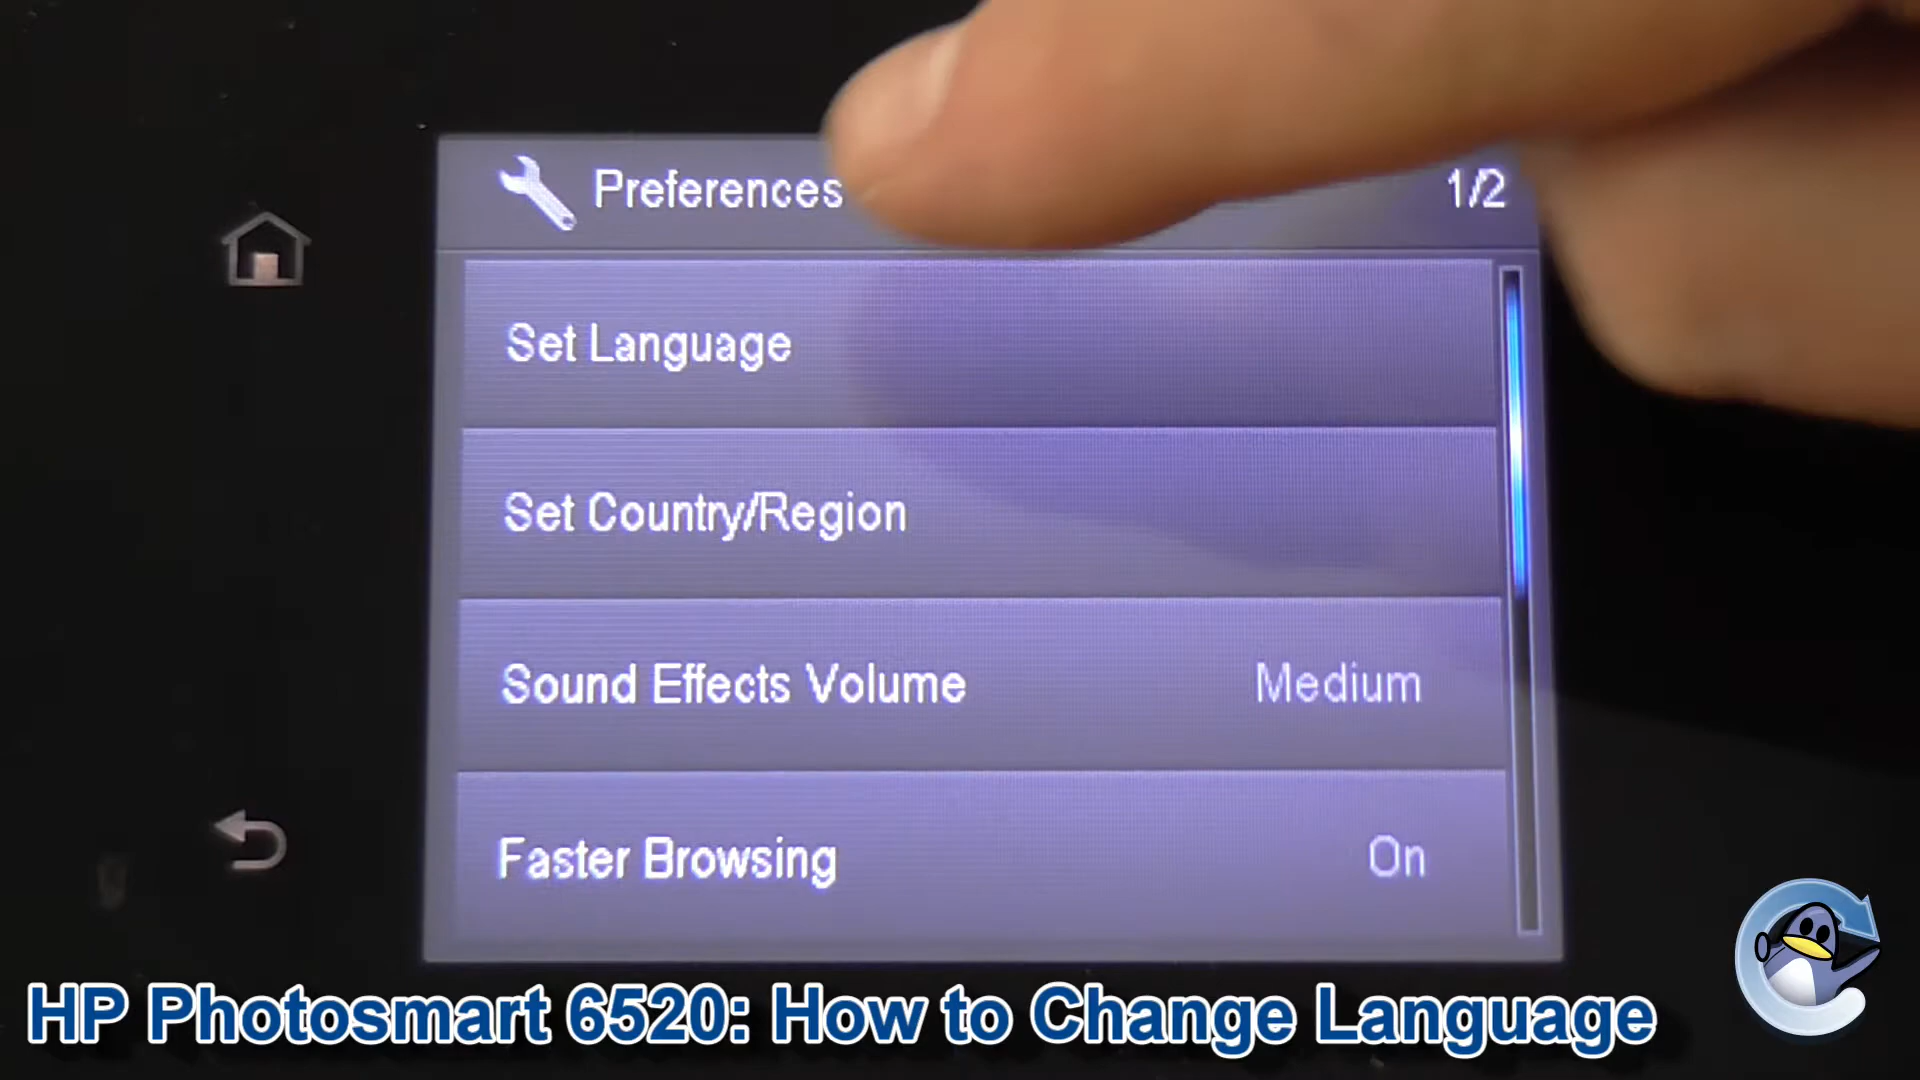 Preferences 1/2
Set Language
Set Country/Region
Sound Effects Volume Medium
Faster Browsing On
HP Photosmart 6520: How to Change Language